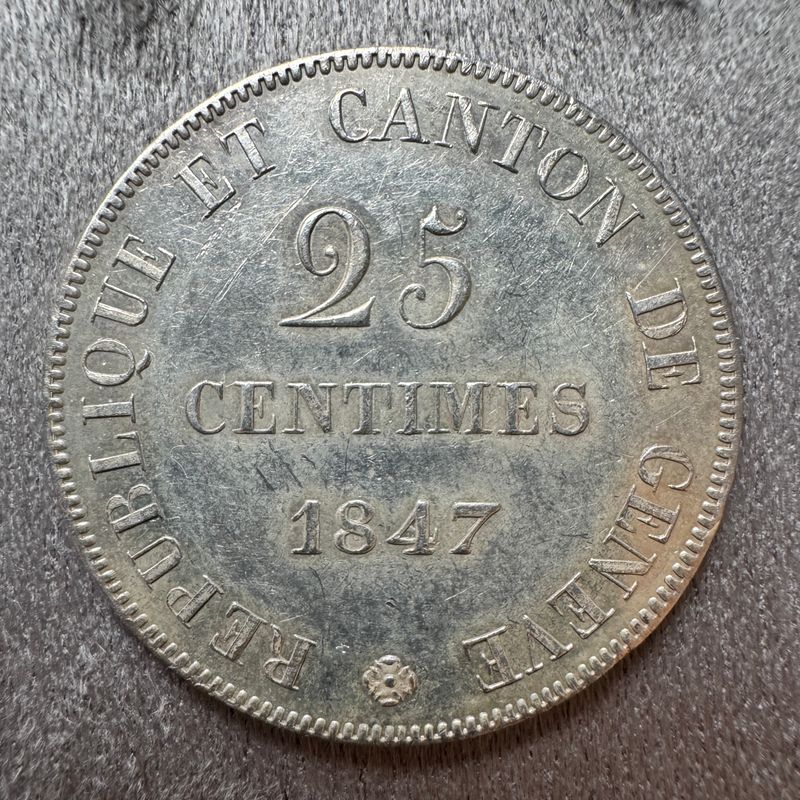 REPUBLIQUE ET CANTON DE GENEVE
25
CENTIMES
1847